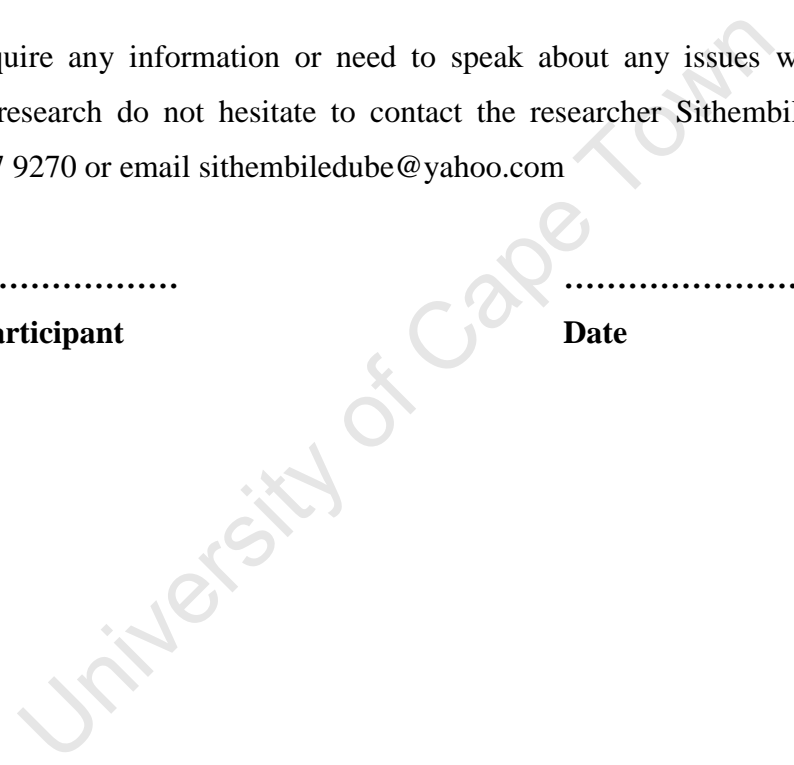 quire any information or need to speak about any issues w
research do not hesitate to contact the researcher Sithembil
7 9270 or email sithembiledube@yahoo.com
……………… ……………………
articipant Date
University of Cape Town